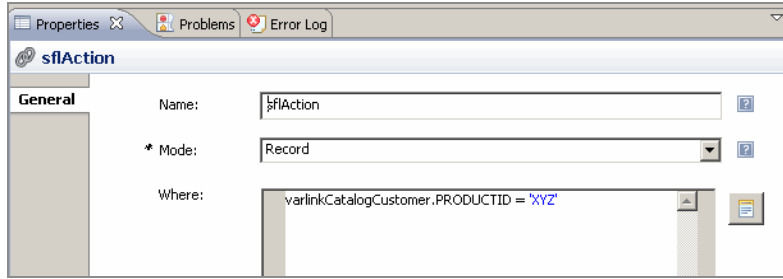 Properties Problems Error Log
sflAction
General
Name: sflAction
* Mode: Record
Where: varlinkCatalogCustomer.PRODUCTID = 'XYZ'